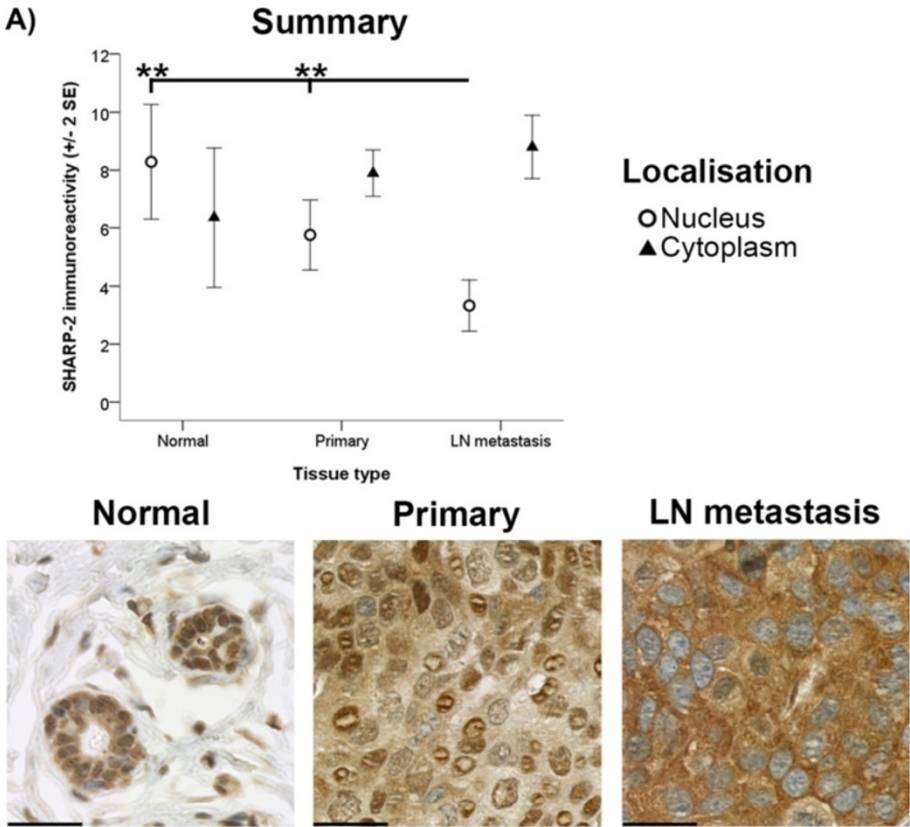 A)
Summary
** **
SHARP-2 immunoreactivity (+/- 2 SE)
12
10
8
6
4
2
0
Normal Primary LN metastasis
Tissue type
Localisation
Nucleus
Cytoplasm
Normal Primary LN metastasis